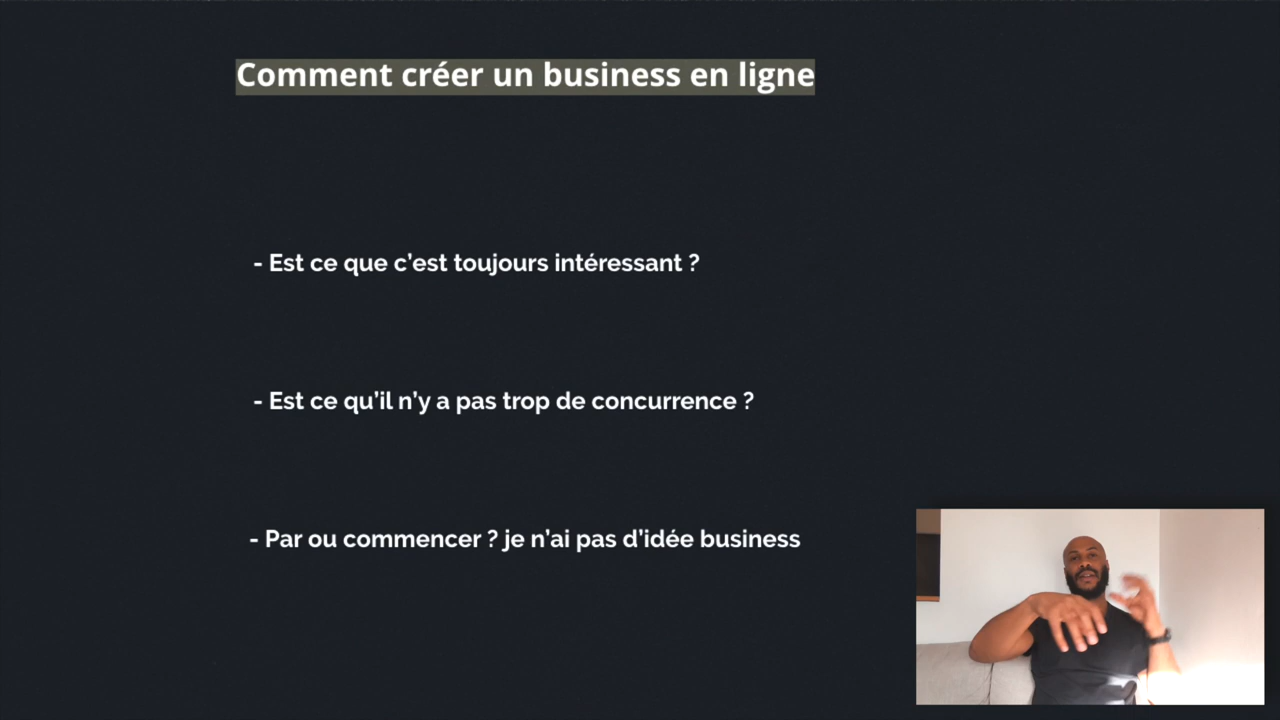 Comment créer un business en ligne
- Est ce que c’est toujours intéressant ?
- Est ce qu’il n’y a pas trop de concurrence ?
- Par ou commencer ? je n’ai pas d’idée business